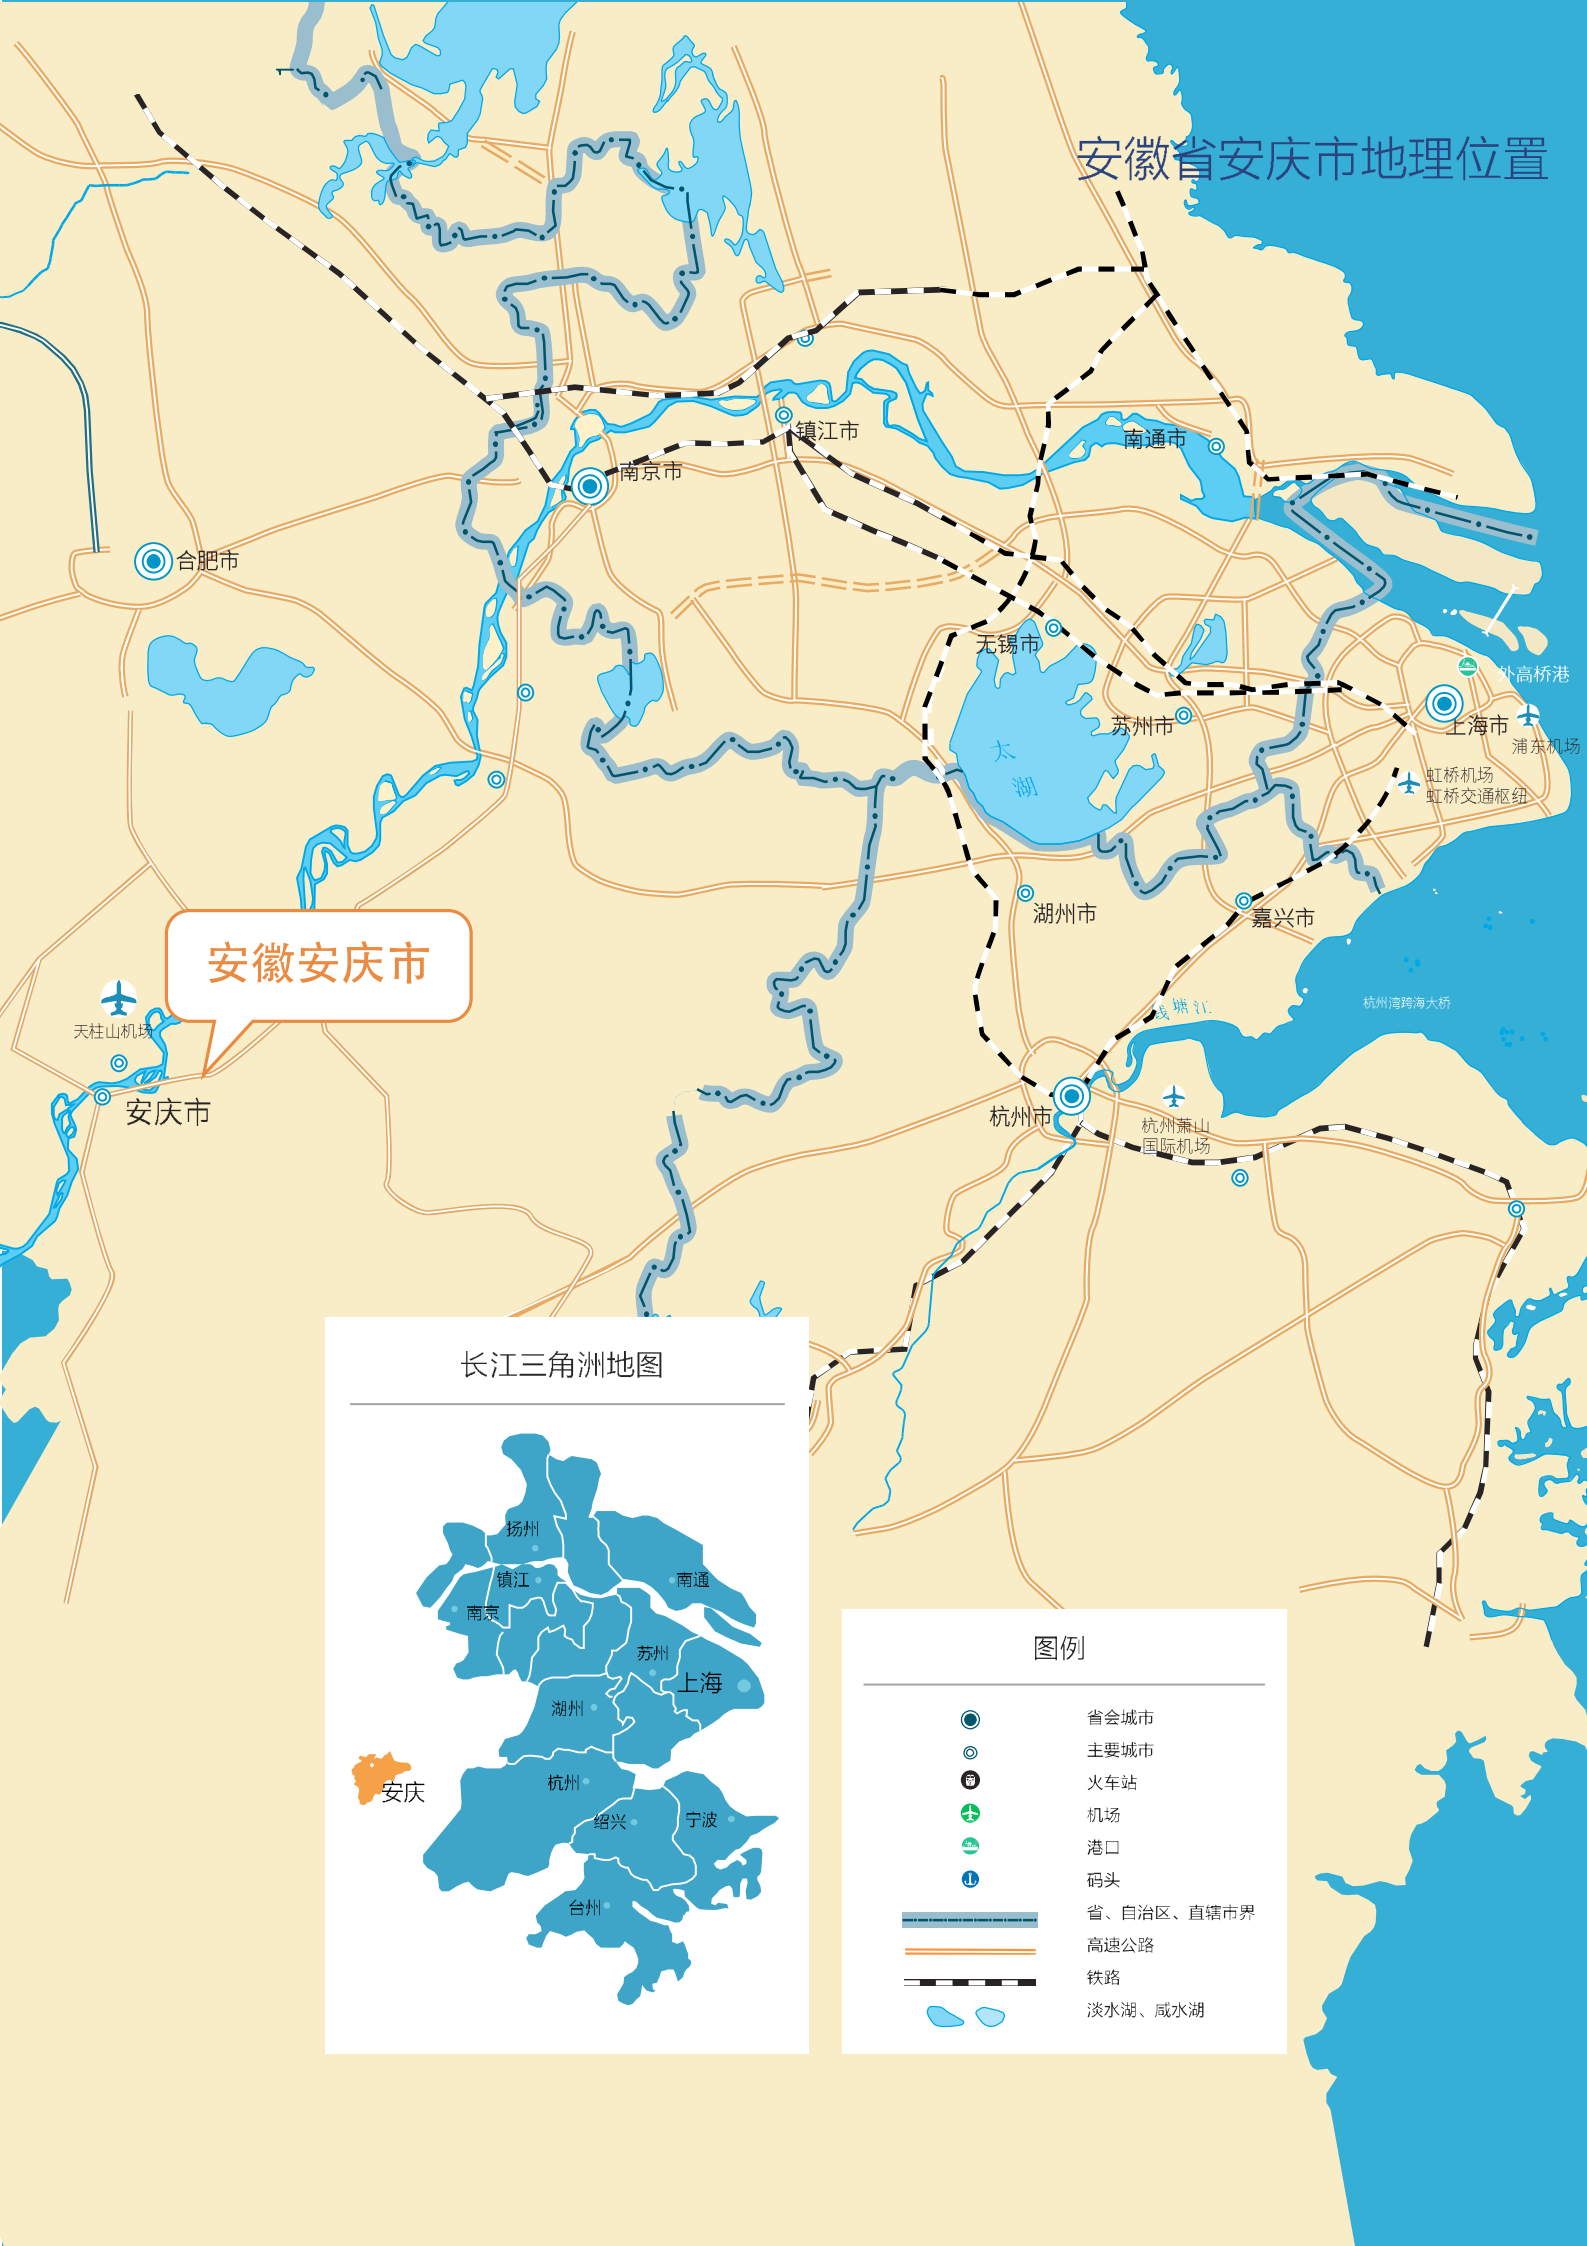 安徽省安庆市地理位置
镇江市
南通市
南京市
合肥市
无锡市
外高桥港
苏州市
上海市
浦东机场
太
湖
虹桥机场
虹桥交通枢纽
湖州市
嘉兴市
安徽安庆市
杭州湾跨海大桥
钱塘江
天柱山机场
安庆市
杭州市
杭州萧山
国际机场
长江三角洲地图
扬州
镇江
南通
南京
苏州
上海
湖州
杭州
安庆
绍兴
宁波
台州
图例
省会城市
主要城市
火车站
机场
港口
码头
省、自治区、直辖市界
高速公路
铁路
淡水湖、咸水湖